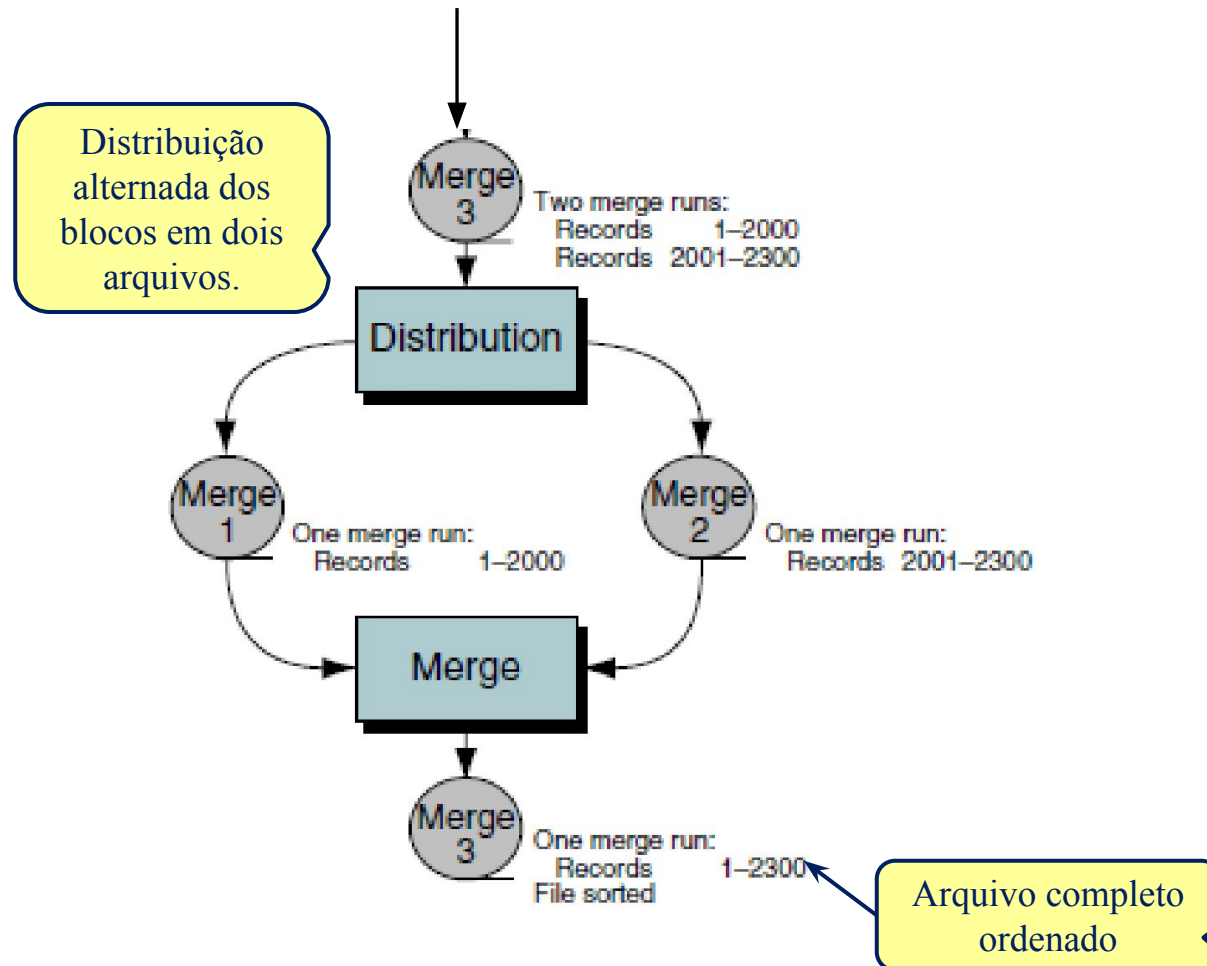 Distribuição
alternada dos
blocos em dois
arquivos.
Merge
3
Two merge runs:
Records 1–2000
Records 2001–2300
Distribution
Merge
1
One merge run:
Records 1–2000
Merge
2
One merge run:
Records 2001–2300
Merge
Merge
3
One merge run:
Records 1–2300
File sorted
Arquivo completo
ordenado